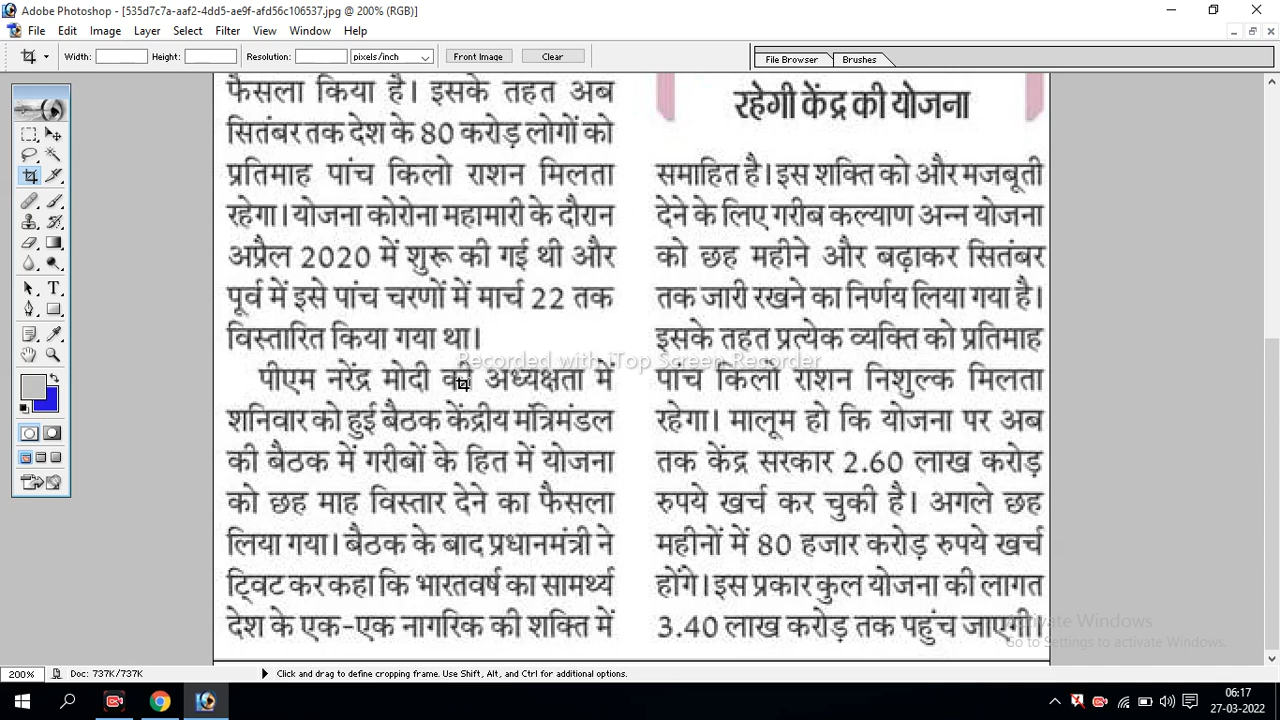 Adobe Photoshop - [535d7c7a-aaf2-4dd5-ae9f-afd56c106537.jpg @ 200% (RGB)]
File Edit Image Layer Select Filter View Window Help
Width: Height: Resolution: pixels/inch Front Image Clear File Browser Brushes
फैसला किया है। इसके तहत अब
सितंबर तक देश के 80 करोड़ लोगों को
प्रतिमाह पांच किलो राशन मिलता
रहेगा। योजना कोरोना महामारी के दौरान
अप्रैल 2020 में शुरू की गई थी और
पूर्व में इसे पांच चरणों में मार्च 22 तक
विस्तारित किया गया था।
पीएम नरेंद्र मोदी की अध्यक्षता में
शनिवार को हुई बैठक केंद्रीय मंत्रिमंडल
की बैठक में गरीबों के हित में योजना
को छह माह विस्तार देने का फैसला
लिया गया। बैठक के बाद प्रधानमंत्री ने
ट्विट कर कहा कि भारतवर्ष का सामर्थ्य
देश के एक-एक नागरिक की शक्ति में
रहेगी केंद्र की योजना
समाहित है। इस शक्ति को और मजबूती
देने के लिए गरीब कल्याण अन्न योजना
को छह महीने और बढ़ाकर सितंबर
तक जारी रखने का निर्णय लिया गया है।
इसके तहत प्रत्येक व्यक्ति को प्रतिमाह
पांच किलो राशन निशुल्क मिलता
रहेगा। मालूम हो कि योजना पर अब
तक केंद्र सरकार 2.60 लाख करोड़
रुपये खर्च कर चुकी है। अगले छह
महीनों में 80 हजार करोड़ रुपये खर्च
होंगे। इस प्रकार कुल योजना की लागत
3.40 लाख करोड़ तक पहुंच जाएगी।
Recorded with iTop Screen Recorder
Activate Windows
Go to Settings to activate Windows.
200% Doc: 737K/737K Click and drag to define cropping frame. Use Shift, Alt, and Ctrl for additional options.
06:17
27-03-2022